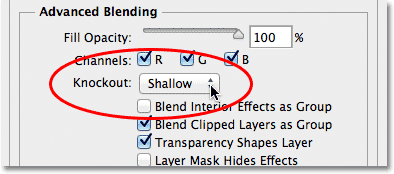 Advanced Blending
Fill Opacity: 100 %
Channels: R G B
Knockout: Shallow
Blend Interior Effects as Group
Blend Clipped Layers as Group
Transparency Shapes Layer
Layer Mask Hides Effects